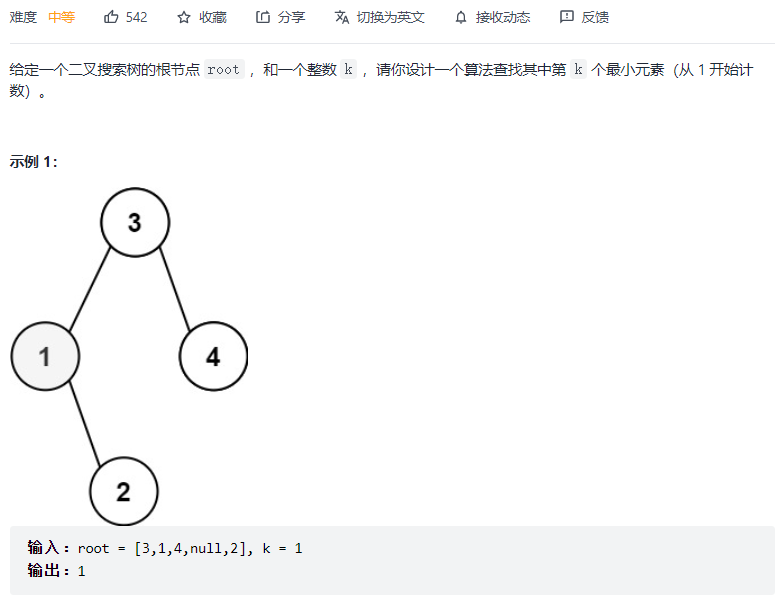 难度 中等 542 收藏 分享 切换为英文 接收动态 反馈
给定一个二叉搜索树的根节点 root ，和一个整数 k ，请你设计一个算法查找其中第 k 个最小元素（从 1 开始计
数）。
示例 1：
3
1 4
2
输入：root = [3,1,4,null,2], k = 1
输出：1